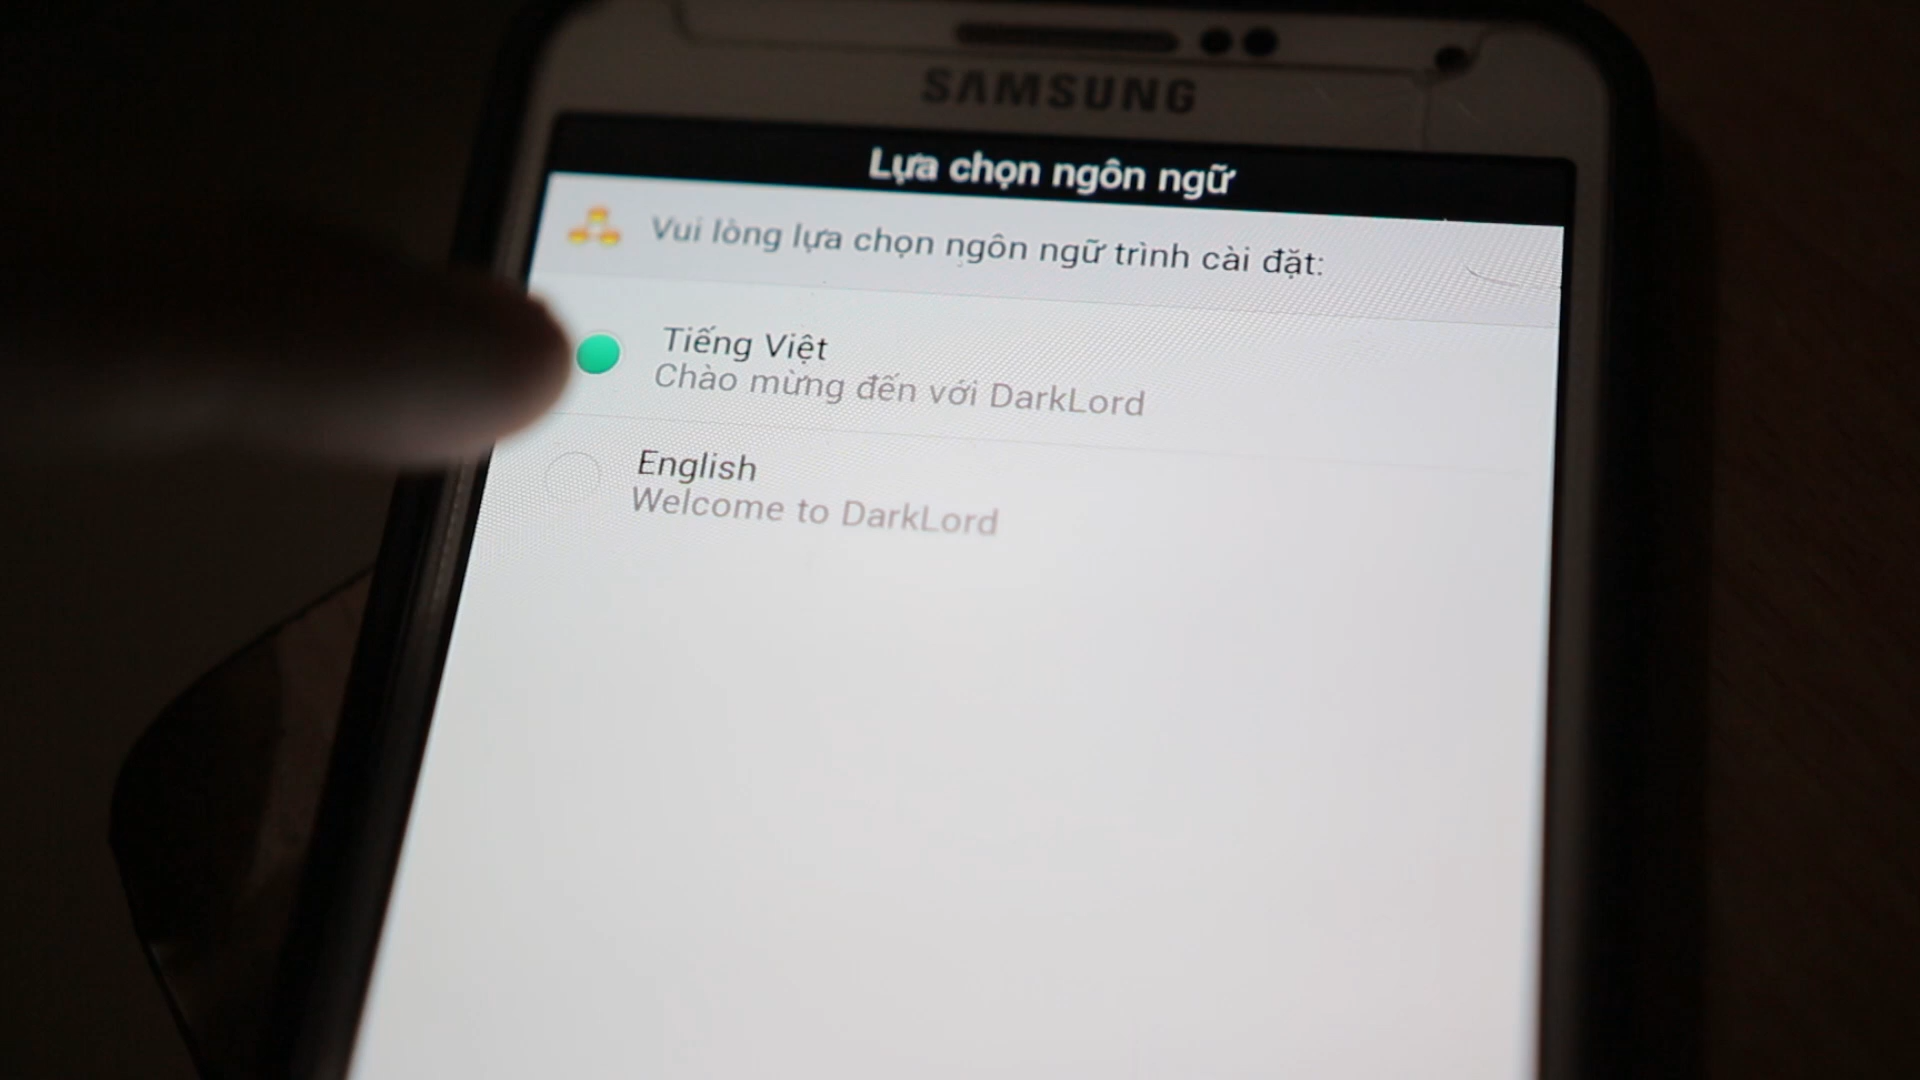 SAMSUNG
Lựa chọn ngôn ngữ
Vui lòng lựa chọn ngôn ngữ trình cài đặt:
Tiếng Việt
Chào mừng đến với DarkLord
English
Welcome to DarkLord